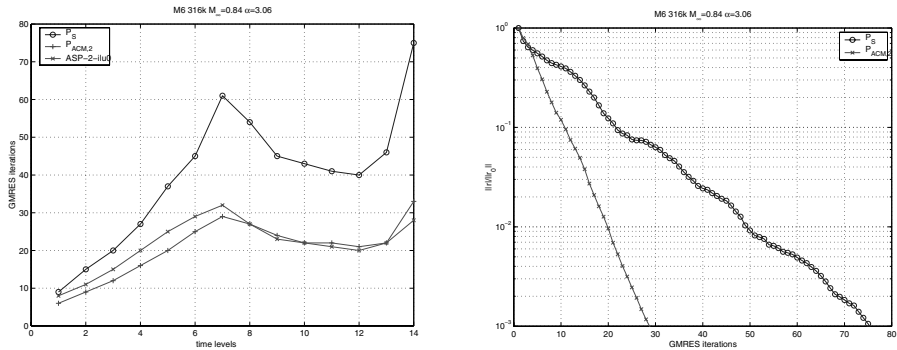 M6 316k M_=0.84 α=3.06
80
70
60
50
40
30
20
10
0
GMRES iterations
P_S
P_ACM,2
ASP-2-ilu0
0 2 4 6 8 10 12 14
time levels
M6 316k M_=0.84 α=3.06
10^0
10^-1
10^-2
10^-3
||r||/||r_0||
P_S
P_ACM,2
0 10 20 30 40 50 60 70 80
GMRES iterations